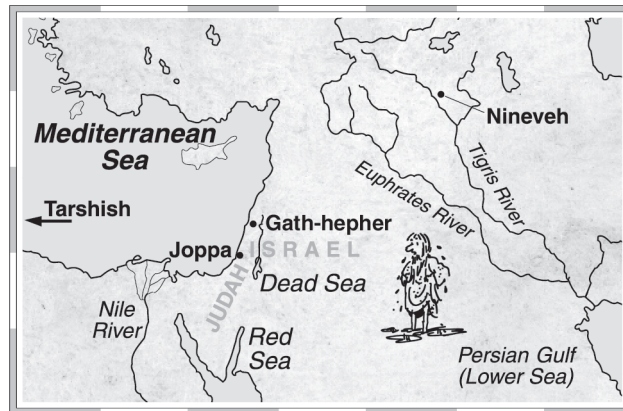 Mediterranean
Sea
Nineveh
Tigris River
Euphrates River
Tarshish
Gath-hepher
Joppa
ISRAEL
JUDAH
Dead Sea
Nile
River
Red
Sea
Persian Gulf
(Lower Sea)